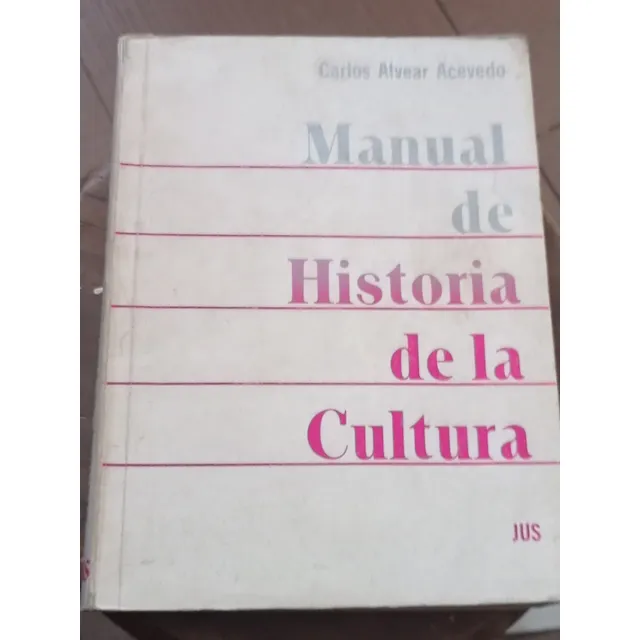 Carlos Alvear Acevedo
Manual
de
Historia
de la
Cultura
JUS